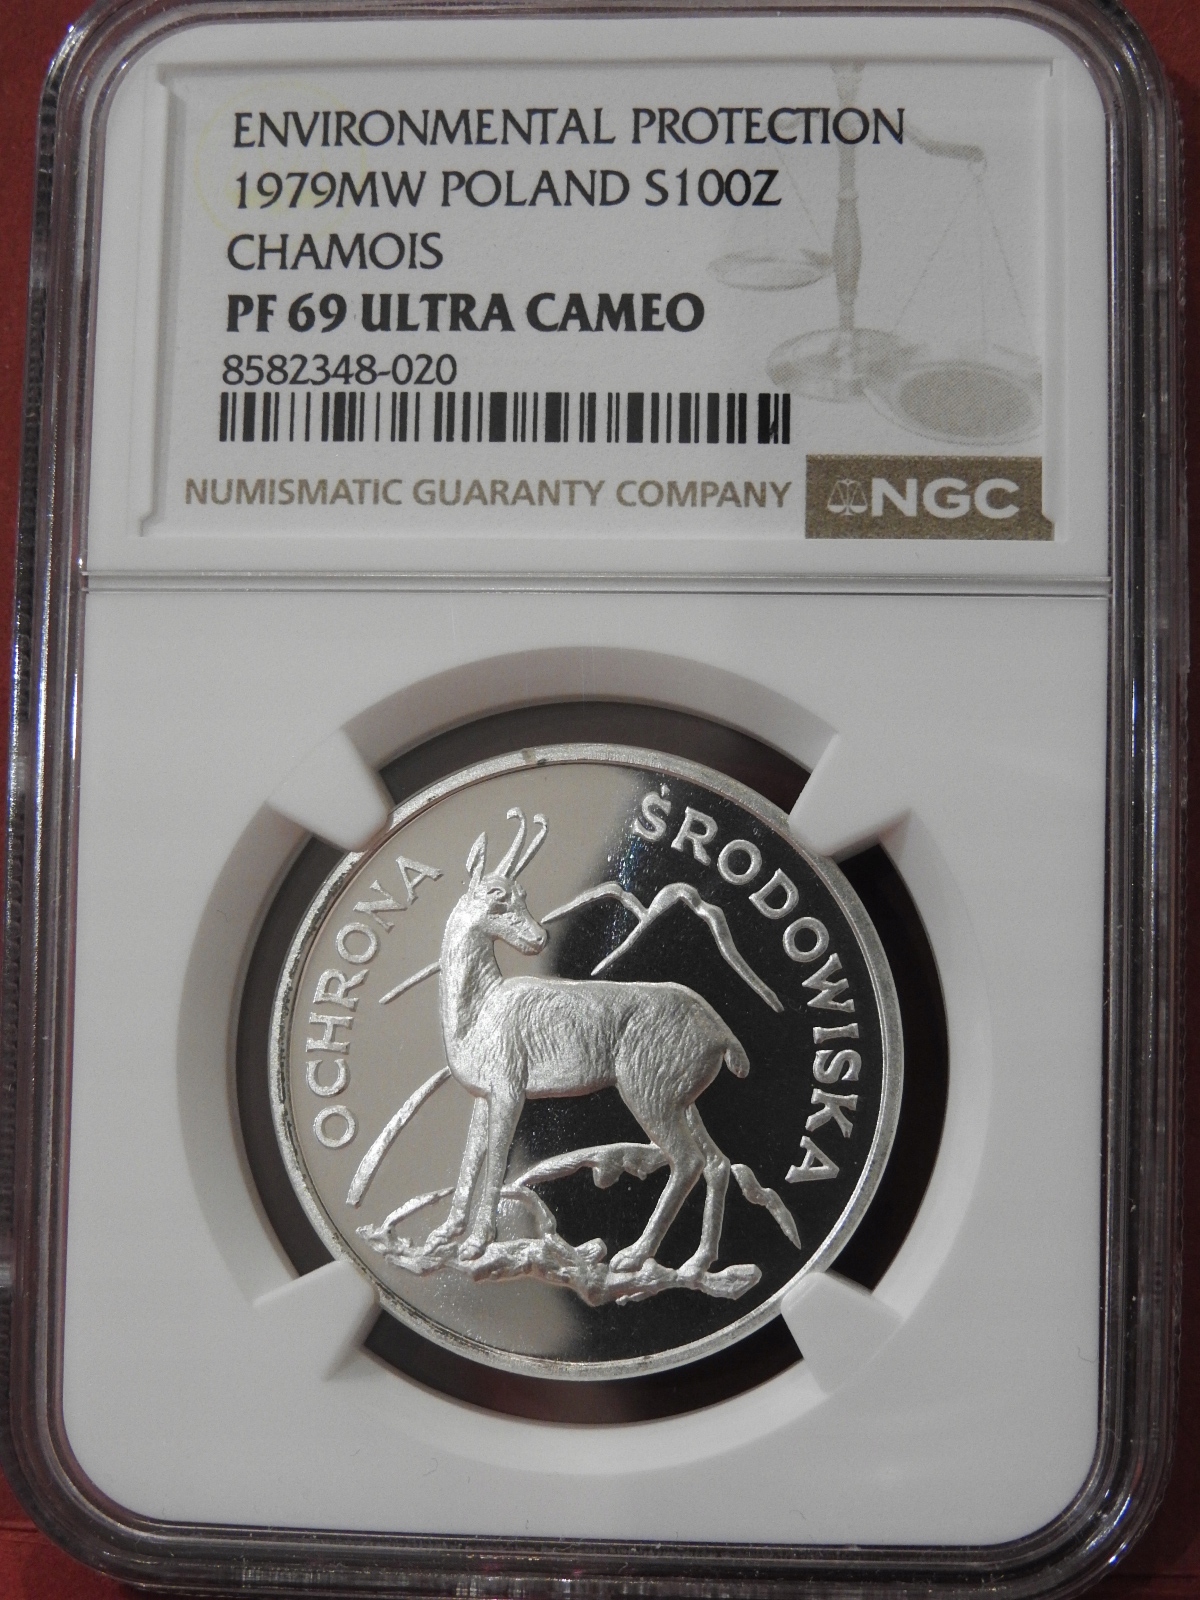 ENVIRONMENTAL PROTECTION
1979MW POLAND S100Z
CHAMOIS
PF 69 ULTRA CAMEO
8582348-020
NUMISMATIC GUARANTY COMPANY
NGC
OCHRONA ŚRODOWISKA